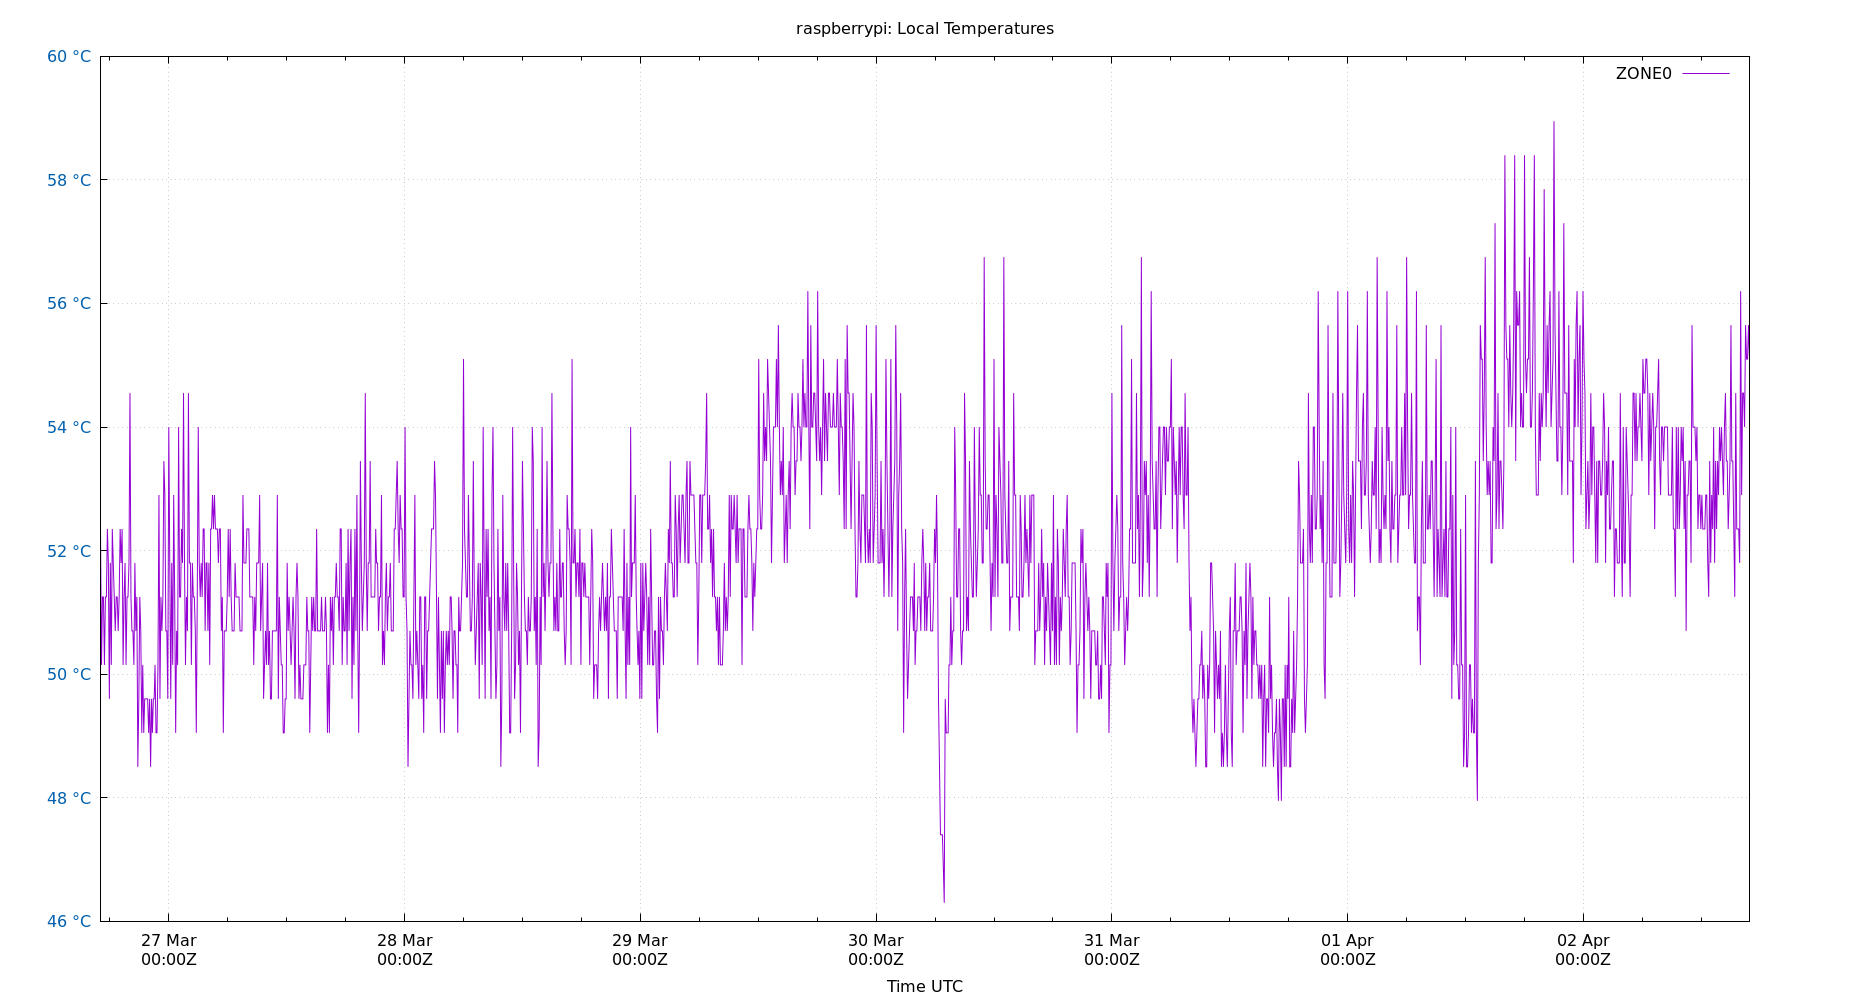 raspberrypi: Local Temperatures
60 °C
ZONE0
58 °C
56 °C
54 °C
52 °C
50 °C
48 °C
46 °C
27 Mar 28 Mar 29 Mar 30 Mar 31 Mar 01 Apr 02 Apr
00:00Z 00:00Z 00:00Z 00:00Z 00:00Z 00:00Z 00:00Z
Time UTC